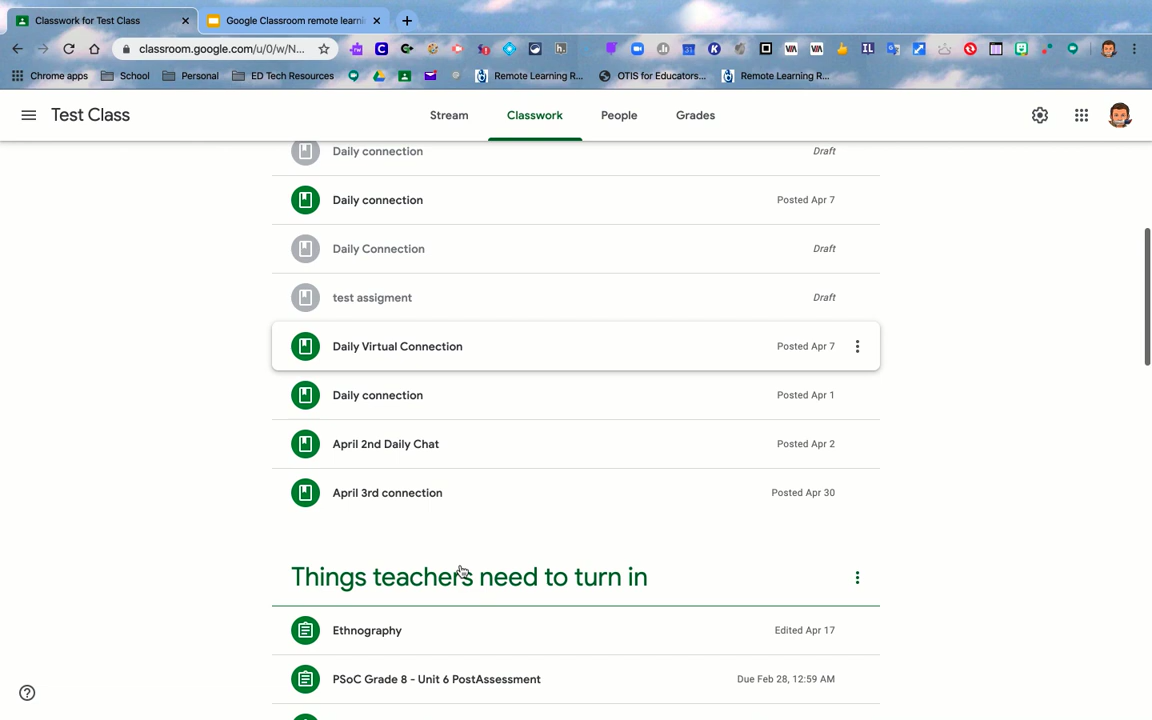 Classwork for Test Class
Google Classroom remote learni
classroom.google.com/u/0/w/N...
Chrome apps
School
Personal
ED Tech Resources
Remote Learning R...
OTIS for Educators...
Remote Learning R...
Test Class
Stream
Classwork
People
Grades
Daily connection
Draft
Daily connection
Posted Apr 7
Daily Connection
Draft
test assigment
Draft
Daily Virtual Connection
Posted Apr 7
Daily connection
Posted Apr 1
April 2nd Daily Chat
Posted Apr 2
April 3rd connection
Posted Apr 30
Things teachers need to turn in
Ethnography
Edited Apr 17
PSoC Grade 8 - Unit 6 PostAssessment
Due Feb 28, 12:59 AM